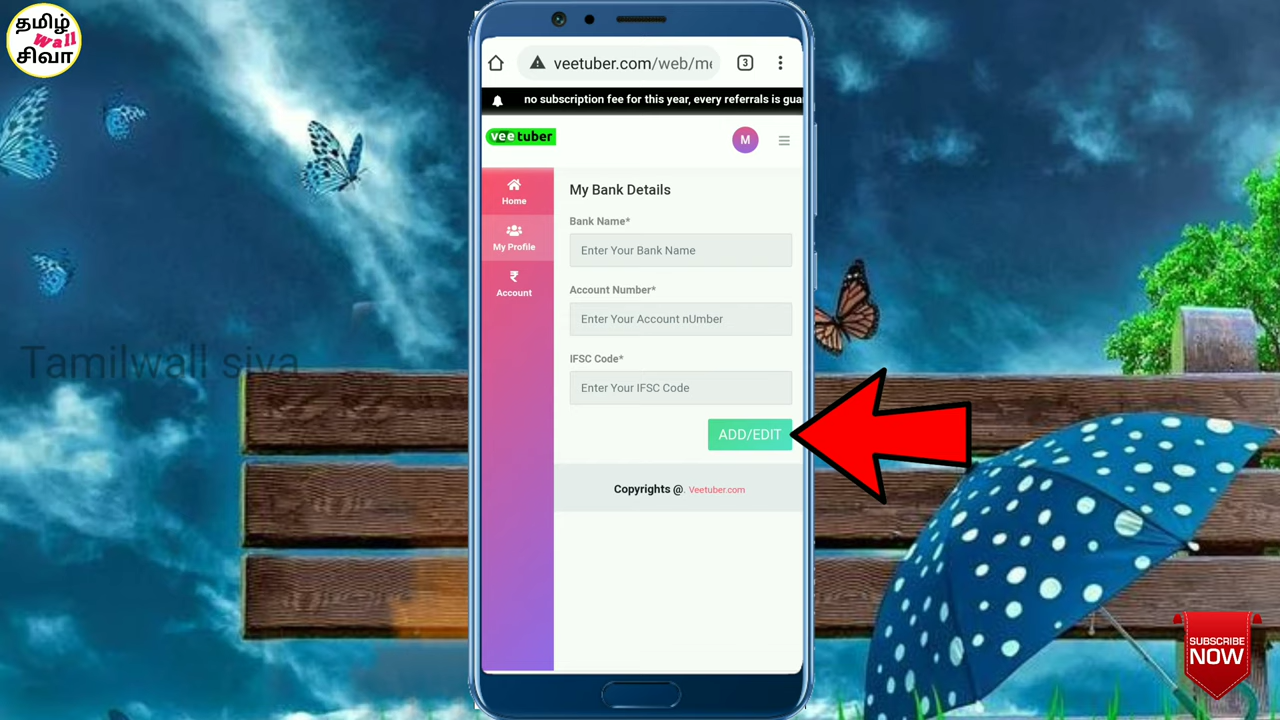 தமிழ்
Wall
சிவா
3
veetuber.com/web/me
no subscription fee for this year, every referrals is gua
vee tuber
M
Home
My Profile
₹
Account
My Bank Details
Bank Name*
Enter Your Bank Name
Account Number*
Enter Your Account nUmber
IFSC Code*
Enter Your IFSC Code
ADD/EDIT
Copyrights @ Veetuber.com
Tamilwall siva
SUBSCRIBE
NOW